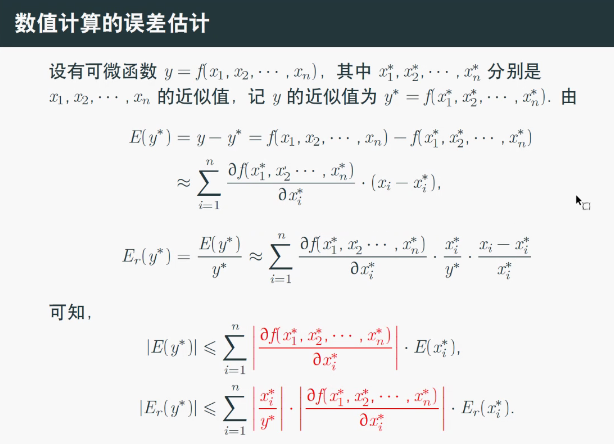 数值计算的误差估计
设有可微函数 $y = f(x_1, x_2, \cdots, x_n)$, 其中 $x_1^*, x_2^*, \cdots, x_n^*$ 分别是
$x_1, x_2, \cdots, x_n$ 的近似值, 记 $y$ 的近似值为 $y^* = f(x_1^*, x_2^*, \cdots, x_n^*)$. 由
$E(y^*) = y - y^* = f(x_1, x_2, \cdots, x_n) - f(x_1^*, x_2^*, \cdots, x_n^*)$
$\approx \sum_{i=1}^{n} \frac{\partial f(x_1^*, x_2^* \cdots, x_n^*)}{\partial x_i^*} \cdot (x_i - x_i^*),$
$E_r(y^*) = \frac{E(y^*)}{y^*} \approx \sum_{i=1}^{n} \frac{\partial f(x_1^*, x_2^* \cdots, x_n^*)}{\partial x_i^*} \cdot \frac{x_i^*}{y^*} \cdot \frac{x_i - x_i^*}{x_i^*}$
可知,
$|E(y^*)| \leqslant \sum_{i=1}^{n} \left| \frac{\partial f(x_1^*, x_2^*, \cdots, x_n^*)}{\partial x_i^*} \right| \cdot E(x_i^*),$
$|E_r(y^*)| \leqslant \sum_{i=1}^{n} \left| \frac{x_i^*}{y^*} \right| \cdot \left| \frac{\partial f(x_1^*, x_2^*, \cdots, x_n^*)}{\partial x_i^*} \right| \cdot E_r(x_i^*).$